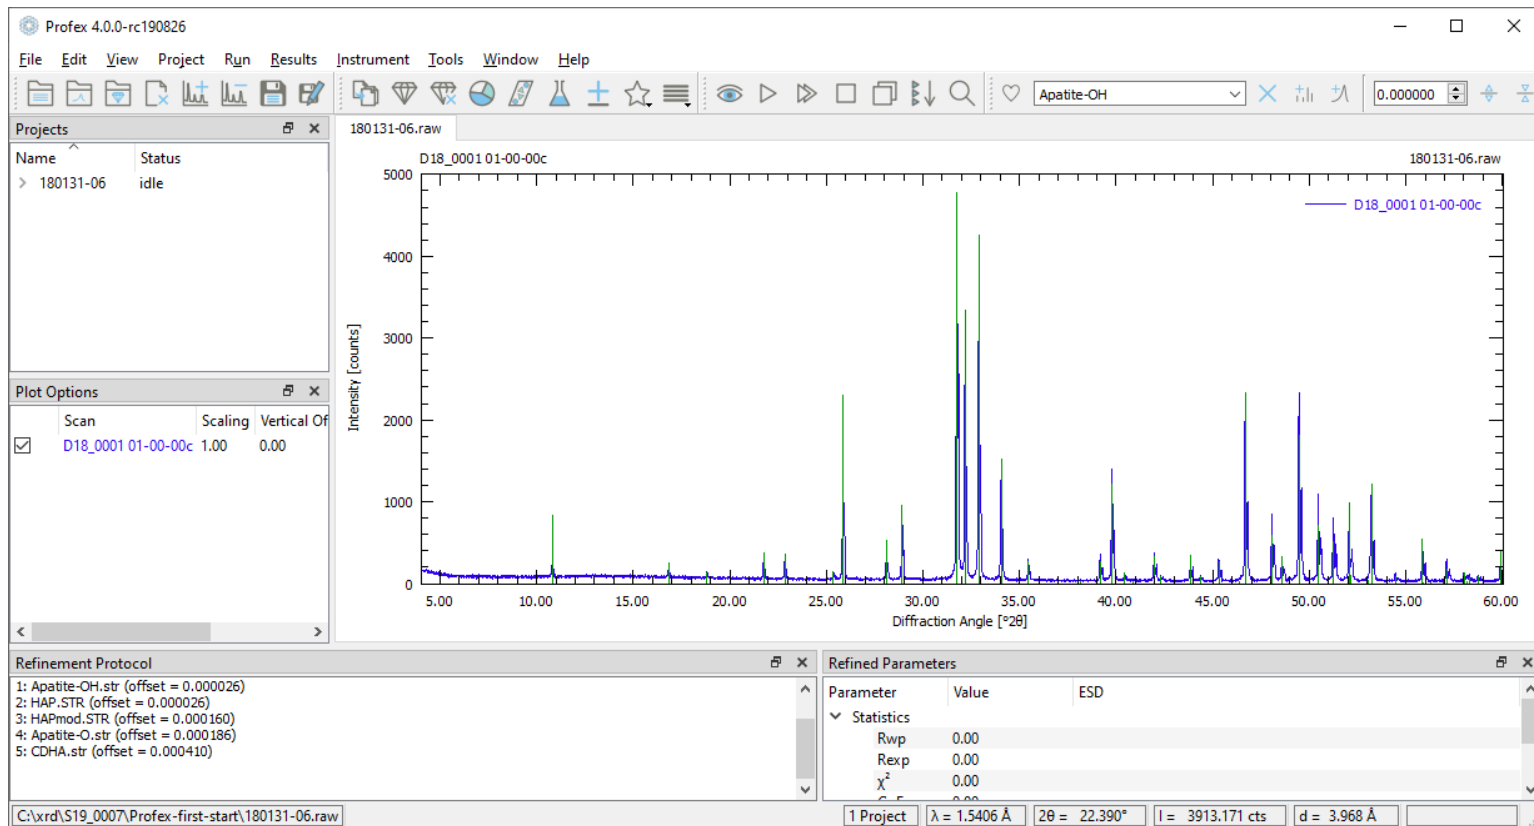 Profex 4.0.0-rc190826
File Edit View Project Run Results Instrument Tools Window Help
Apatite-OH 0.000000
Projects 180131-06.raw
Name Status
180131-06 idle
D18_0001 01-00-00c 180131-06.raw
D18_0001 01-00-00c
5000
4000
3000
2000
1000
0
Intensity [counts]
5.00 10.00 15.00 20.00 25.00 30.00 35.00 40.00 45.00 50.00 55.00 60.00
Diffraction Angle [°2θ]
Plot Options
Scan Scaling Vertical Of
D18_0001 01-00-00c 1.00 0.00
Refinement Protocol
1: Apatite-OH.str (offset = 0.000026)
2: HAP.STR (offset = 0.000026)
3: HAPmod.STR (offset = 0.000160)
4: Apatite-O.str (offset = 0.000186)
5: CDHA.str (offset = 0.000410)
Refined Parameters
Parameter Value ESD
Statistics
Rwp 0.00
Rexp 0.00
χ² 0.00
C:\xrd\S19_0007\Profex-first-start\180131-06.raw 1 Project λ = 1.5406 Å 2θ = 22.390° I = 3913.171 cts d = 3.968 Å